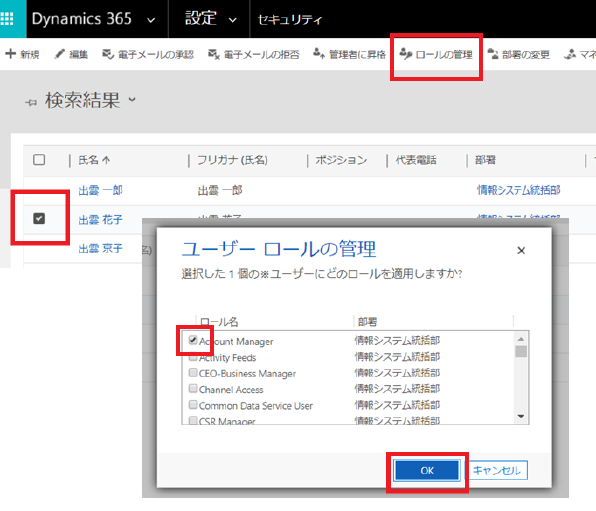 Dynamics 365 設定 セキュリティ
新規 編集 電子メールの承認 電子メールの拒否 管理者に昇格 ロールの管理 部署の変更 マネ
検索結果
氏名 フリガナ (氏名) ポジション 代表電話 部署
出雲 一郎 出雲 一郎 情報システム統括部
出雲 花子 出雲 花子 情報システム統括部
出雲 京子 名)
ユーザー ロールの管理
選択した 1 個の※ユーザーにどのロールを適用しますか?
ロール名 部署
Account Manager 情報システム統括部
Activity Feeds 情報システム統括部
CEO-Business Manager 情報システム統括部
Channel Access 情報システム統括部
Common Data Service User 情報システム統括部
CSR Manager 情報システム統括部
OK キャンセル